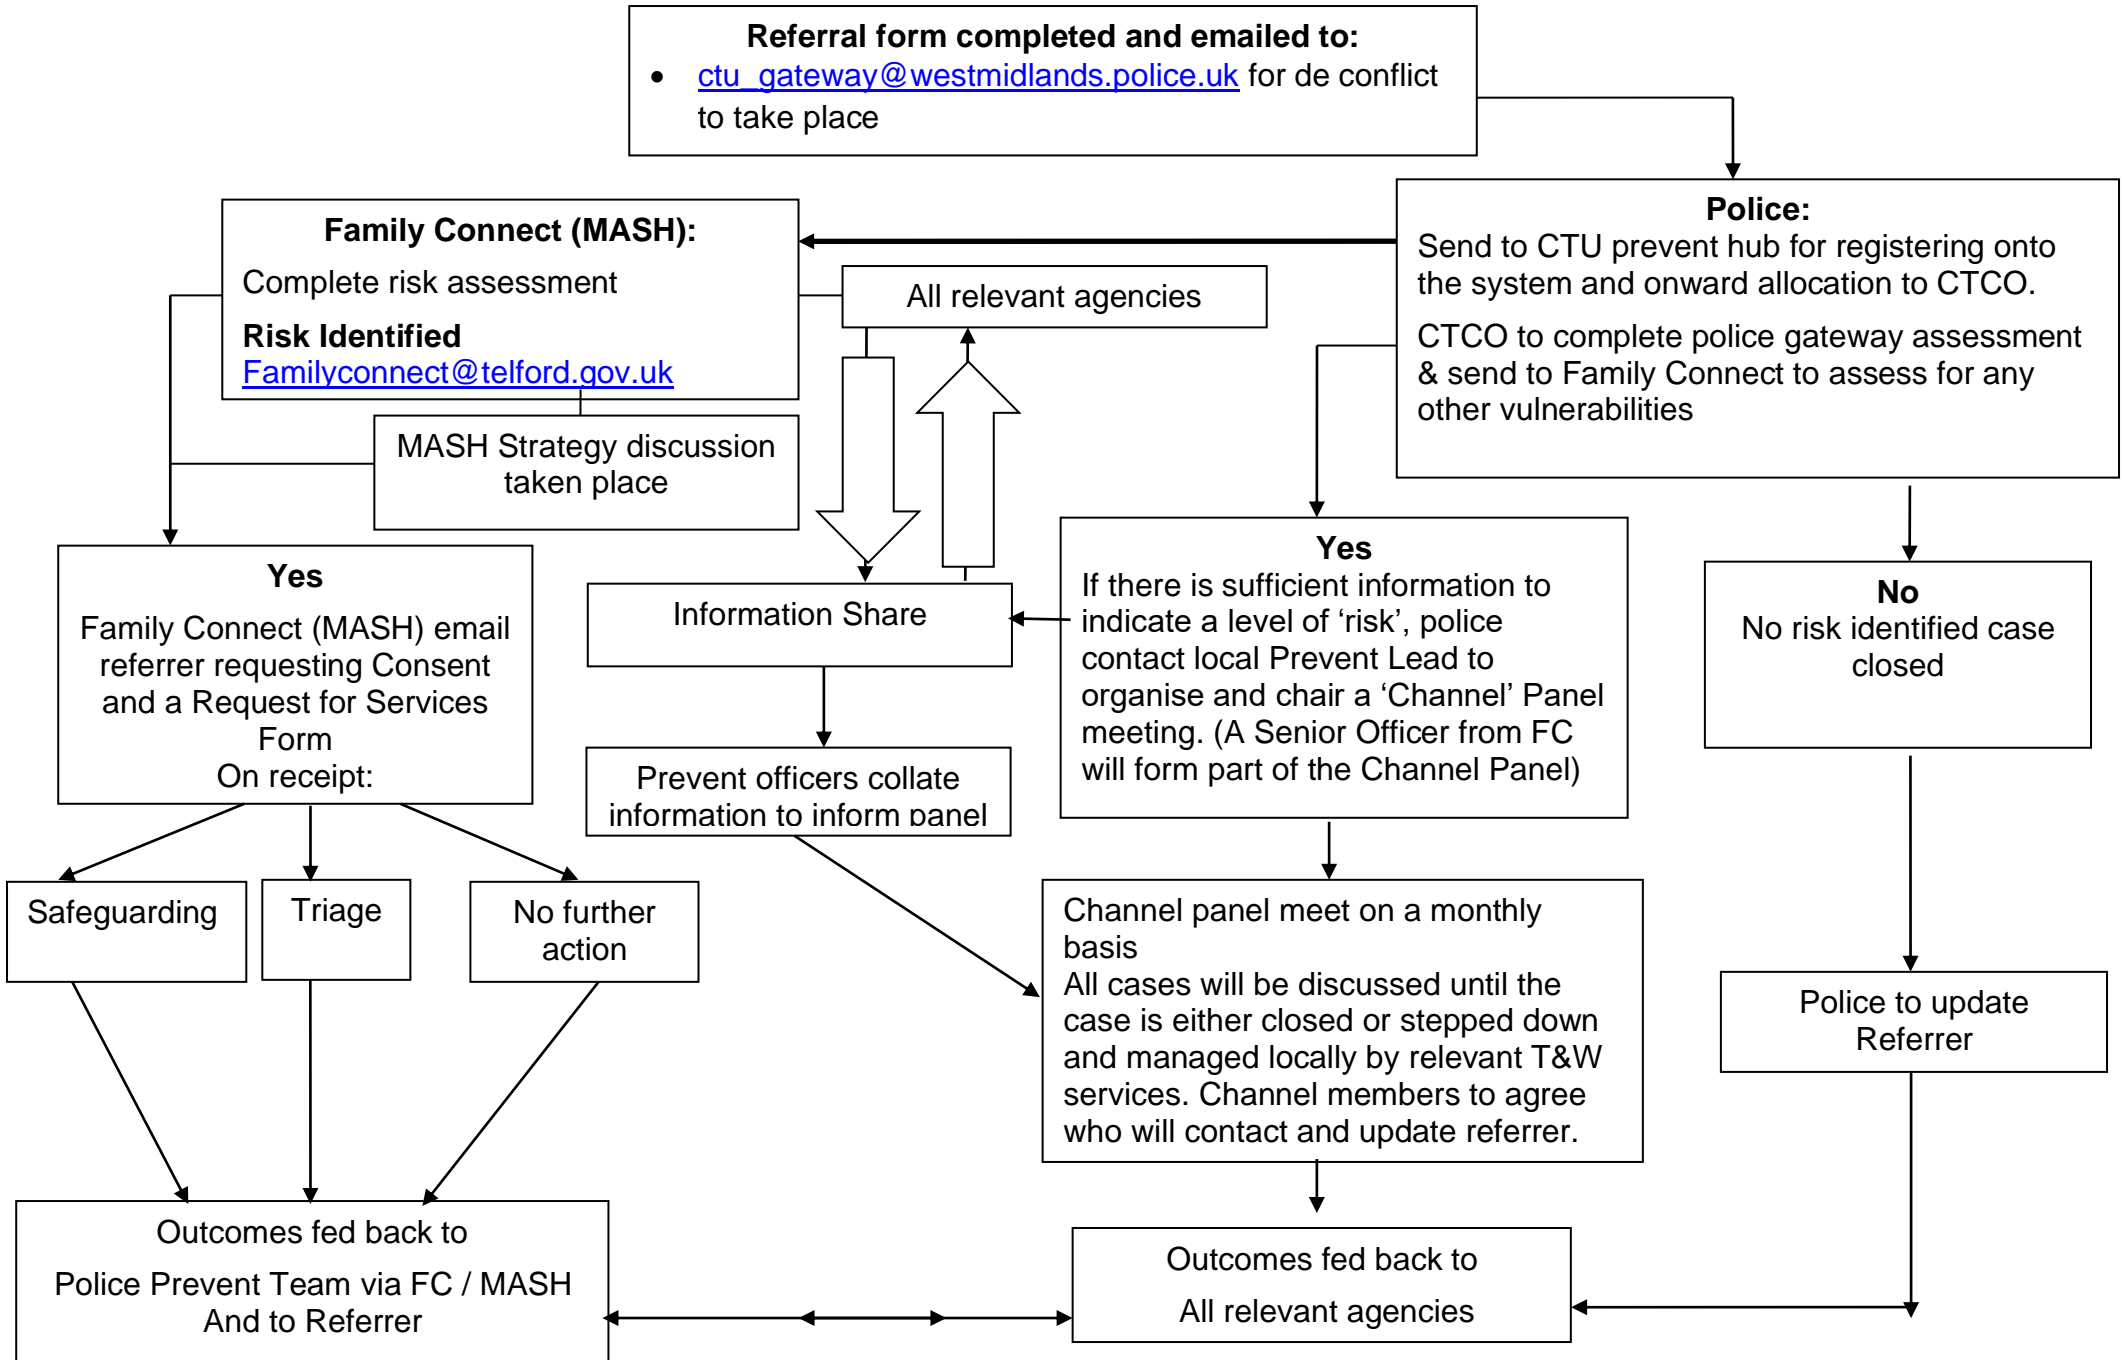 Referral form completed and emailed to:
• ctu_gateway@westmidlands.police.uk for de conflict
to take place
Family Connect (MASH):
Complete risk assessment
Risk Identified
Familyconnect@telford.gov.uk
All relevant agencies
Police:
Send to CTU prevent hub for registering onto
the system and onward allocation to CTCO.
CTCO to complete police gateway assessment
& send to Family Connect to assess for any
other vulnerabilities
MASH Strategy discussion
taken place
Yes
Family Connect (MASH) email
referrer requesting Consent
and a Request for Services
Form
On receipt:
Information Share
Yes
If there is sufficient information to
indicate a level of ‘risk’, police
contact local Prevent Lead to
organise and chair a ‘Channel’ Panel
meeting. (A Senior Officer from FC
will form part of the Channel Panel)
No
No risk identified case
closed
Prevent officers collate
information to inform panel
Safeguarding
Triage
No further
action
Channel panel meet on a monthly
basis
All cases will be discussed until the
case is either closed or stepped down
and managed locally by relevant T&W
services. Channel members to agree
who will contact and update referrer.
Police to update
Referrer
Outcomes fed back to
Police Prevent Team via FC / MASH
And to Referrer
Outcomes fed back to
All relevant agencies